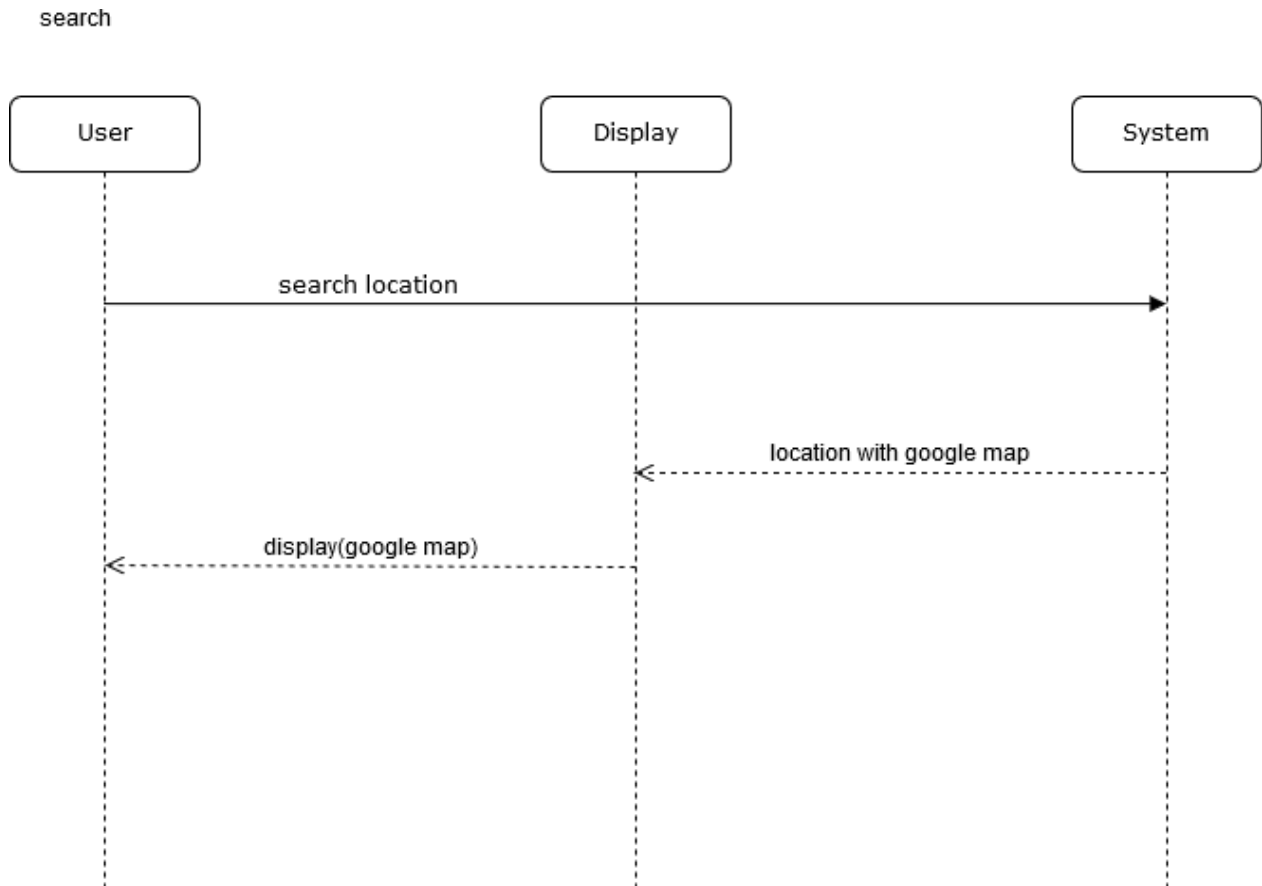 search
User
Display
System
search location
location with google map
display(google map)